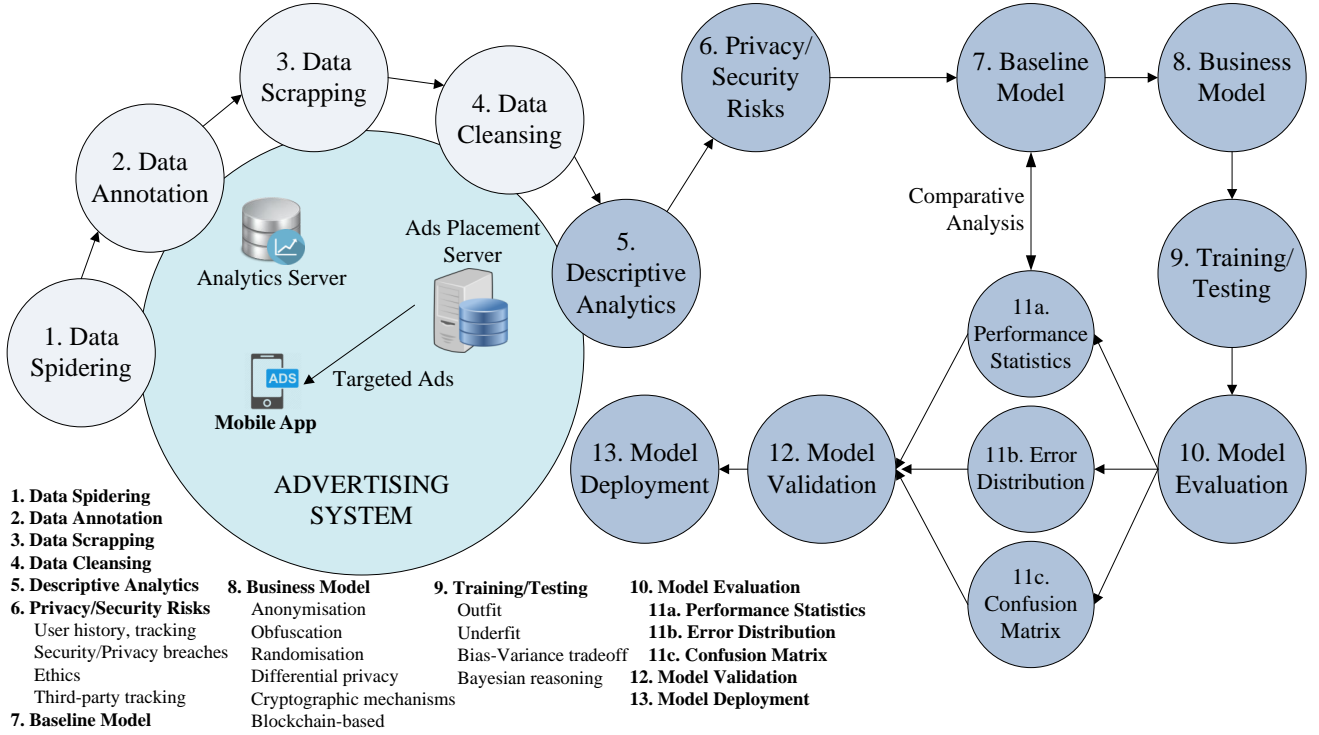 3. Data
Scrapping
6. Privacy/
Security
Risks
7. Baseline
Model
8. Business
Model
4. Data
Cleansing
2. Data
Annotation
Comparative
Analysis
Analytics Server
Ads Placement
Server
5.
Descriptive
Analytics
9. Training/
Testing
1. Data
Spidering
11a.
Performance
Statistics
ADS
Targeted Ads
Mobile App
13. Model
Deployment
12. Model
Validation
11b. Error
Distribution
10. Model
Evaluation
ADVERTISING
SYSTEM
11c.
Confusion
Matrix
1. Data Spidering
2. Data Annotation
3. Data Scrapping
4. Data Cleansing
5. Descriptive Analytics
6. Privacy/Security Risks
User history, tracking
Security/Privacy breaches
Ethics
Third-party tracking
7. Baseline Model
8. Business Model
Anonymisation
Obfuscation
Randomisation
Differential privacy
Cryptographic mechanisms
Blockchain-based
9. Training/Testing
Outfit
Underfit
Bias-Variance tradeoff
Bayesian reasoning
10. Model Evaluation
11a. Performance Statistics
11b. Error Distribution
11c. Confusion Matrix
12. Model Validation
13. Model Deployment